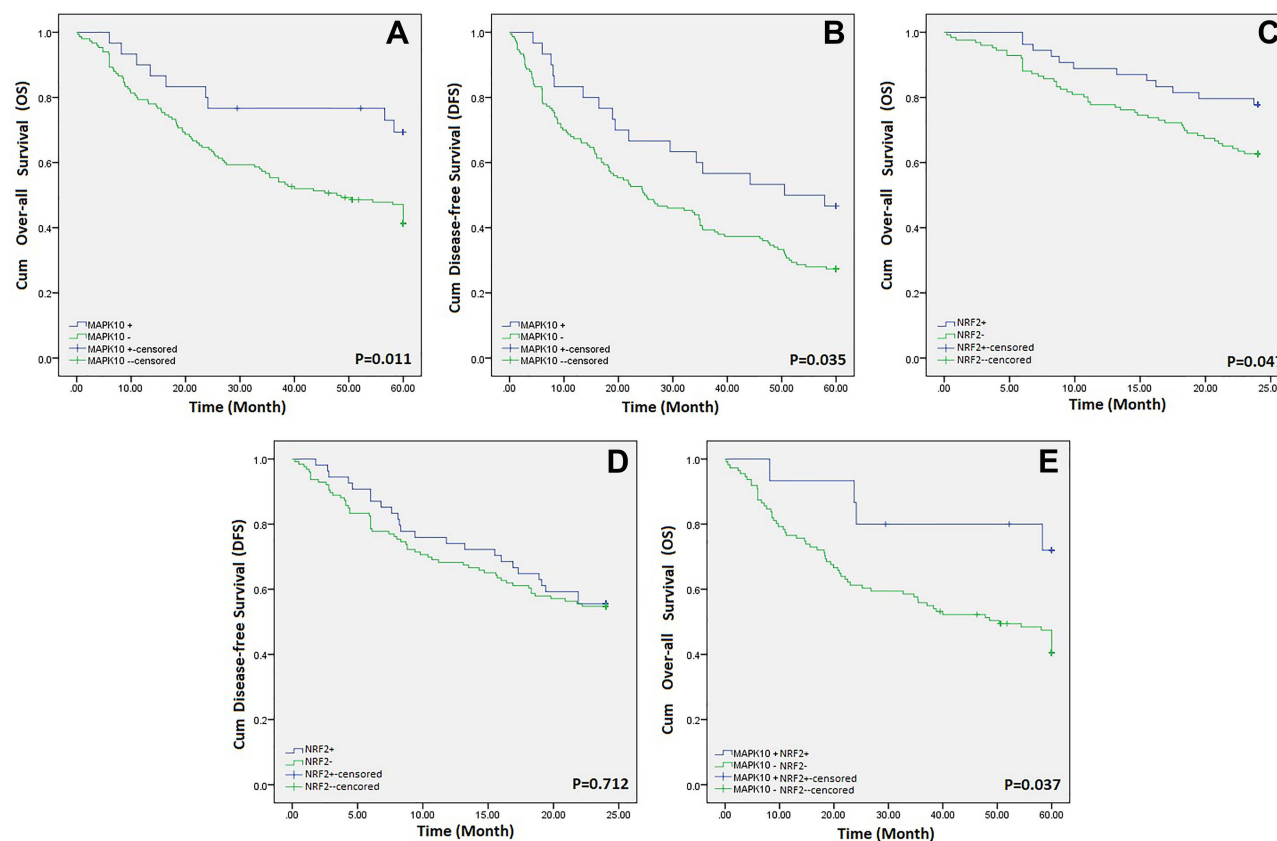 A
Cum Over-all Survival (OS)
1.0
0.8
0.6
0.4
0.2
0.0
MAPK10 +
MAPK10 -
MAPK10 +-censored
MAPK10 --censored
P=0.011
.00 10.00 20.00 30.00 40.00 50.00 60.00
Time (Month)
B
Cum Disease-free Survival (DFS)
1.0
0.8
0.6
0.4
0.2
0.0
MAPK10 +
MAPK10 -
MAPK10 +-censored
MAPK10 --censored
P=0.035
.00 10.00 20.00 30.00 40.00 50.00 60.00
Time (Month)
C
Cum Over-all Survival (OS)
1.0
0.8
0.6
0.4
0.2
0.0
NRF2+
NRF2-
NRF2+-censored
NRF2--cencored
P=0.047
.00 5.00 10.00 15.00 20.00 25.00
Time (Month)
D
Cum Disease-free Survival (DFS)
1.0
0.8
0.6
0.4
0.2
0.0
NRF2+
NRF2-
NRF2+-censored
NRF2--cencored
P=0.712
.00 5.00 10.00 15.00 20.00 25.00
Time (Month)
E
Cum Over-all Survival (OS)
1.0
0.8
0.6
0.4
0.2
0.0
MAPK10 + NRF2+
MAPK10 - NRF2-
MAPK10 + NRF2+-censored
MAPK10 - NRF2--cencored
P=0.037
.00 10.00 20.00 30.00 40.00 50.00 60.00
Time (Month)